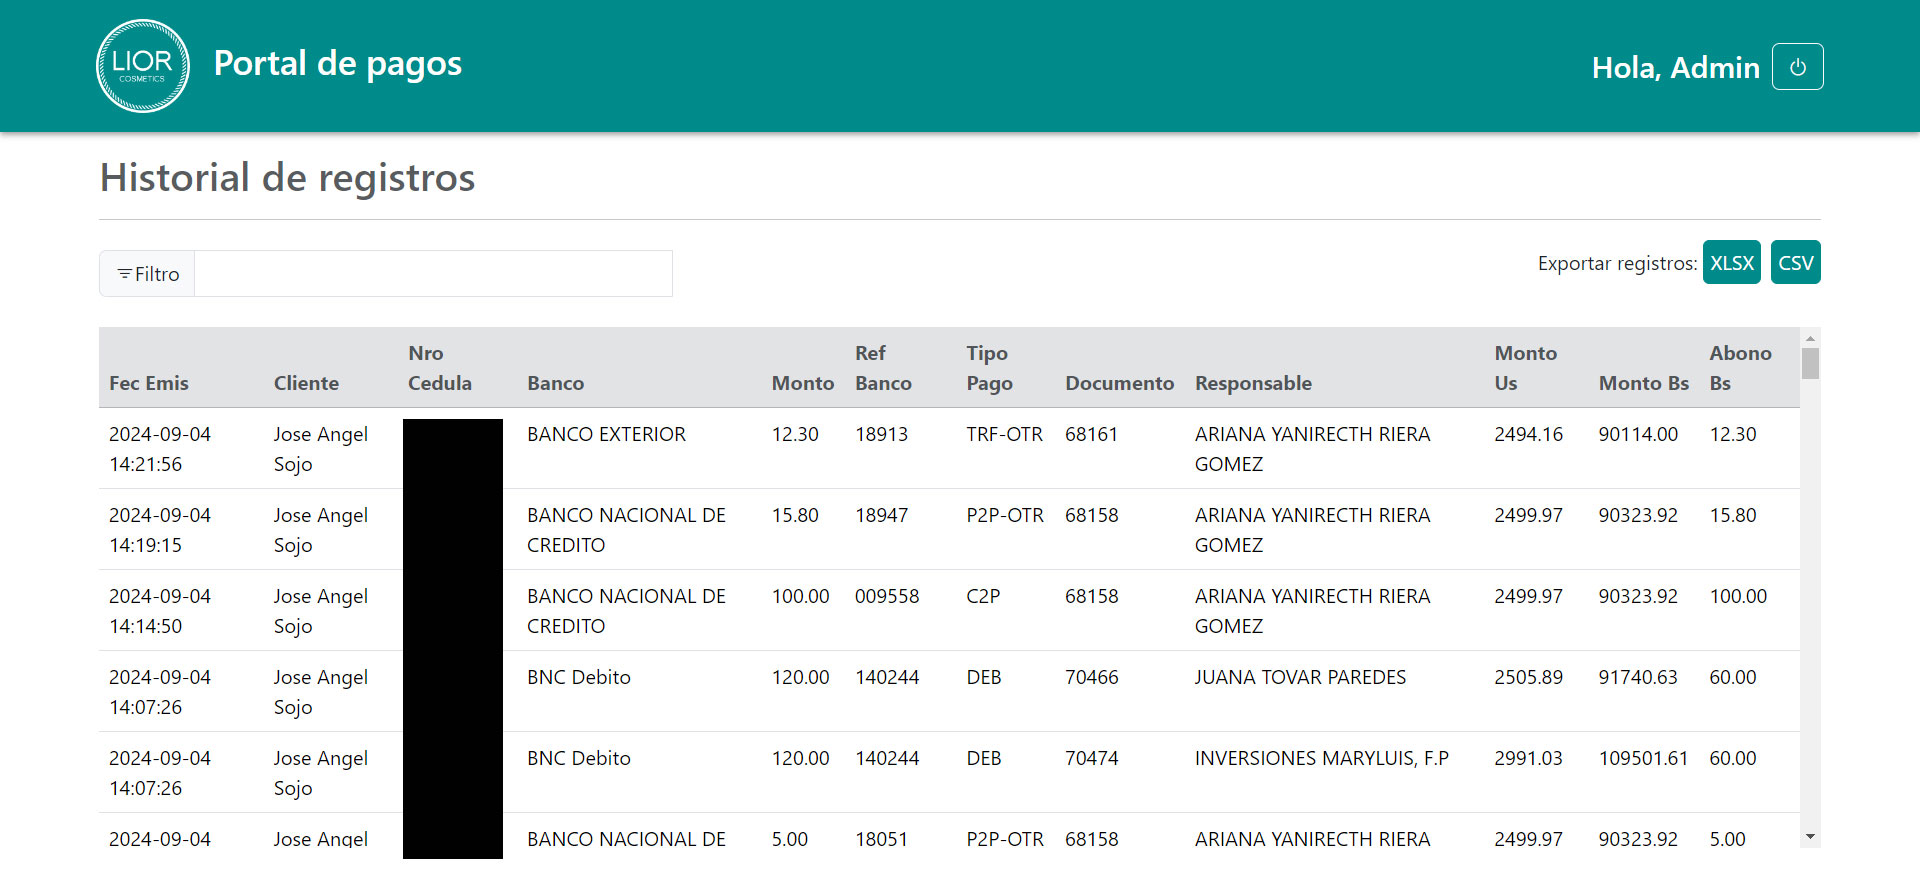 LIOR
COSMETICS
Portal de pagos
Hola, Admin
Historial de registros
Filtro
Exportar registros: XLSX CSV
Fec Emis Cliente Nro Cedula Banco Monto Ref Banco Tipo Pago Documento Responsable Monto Us Monto Bs Abono Bs
2024-09-04 14:21:56 Jose Angel Sojo BANCO EXTERIOR 12.30 18913 TRF-OTR 68161 ARIANA YANIRECTH RIERA GOMEZ 2494.16 90114.00 12.30
2024-09-04 14:19:15 Jose Angel Sojo BANCO NACIONAL DE CREDITO 15.80 18947 P2P-OTR 68158 ARIANA YANIRECTH RIERA GOMEZ 2499.97 90323.92 15.80
2024-09-04 14:14:50 Jose Angel Sojo BANCO NACIONAL DE CREDITO 100.00 009558 C2P 68158 ARIANA YANIRECTH RIERA GOMEZ 2499.97 90323.92 100.00
2024-09-04 14:07:26 Jose Angel Sojo BNC Debito 120.00 140244 DEB 70466 JUANA TOVAR PAREDES 2505.89 91740.63 60.00
2024-09-04 14:07:26 Jose Angel Sojo BNC Debito 120.00 140244 DEB 70474 INVERSIONES MARYLUIS, F.P 2991.03 109501.61 60.00
2024-09-04 Jose Angel BANCO NACIONAL DE 5.00 18051 P2P-OTR 68158 ARIANA YANIRECTH RIERA 2499.97 90323.92 5.00